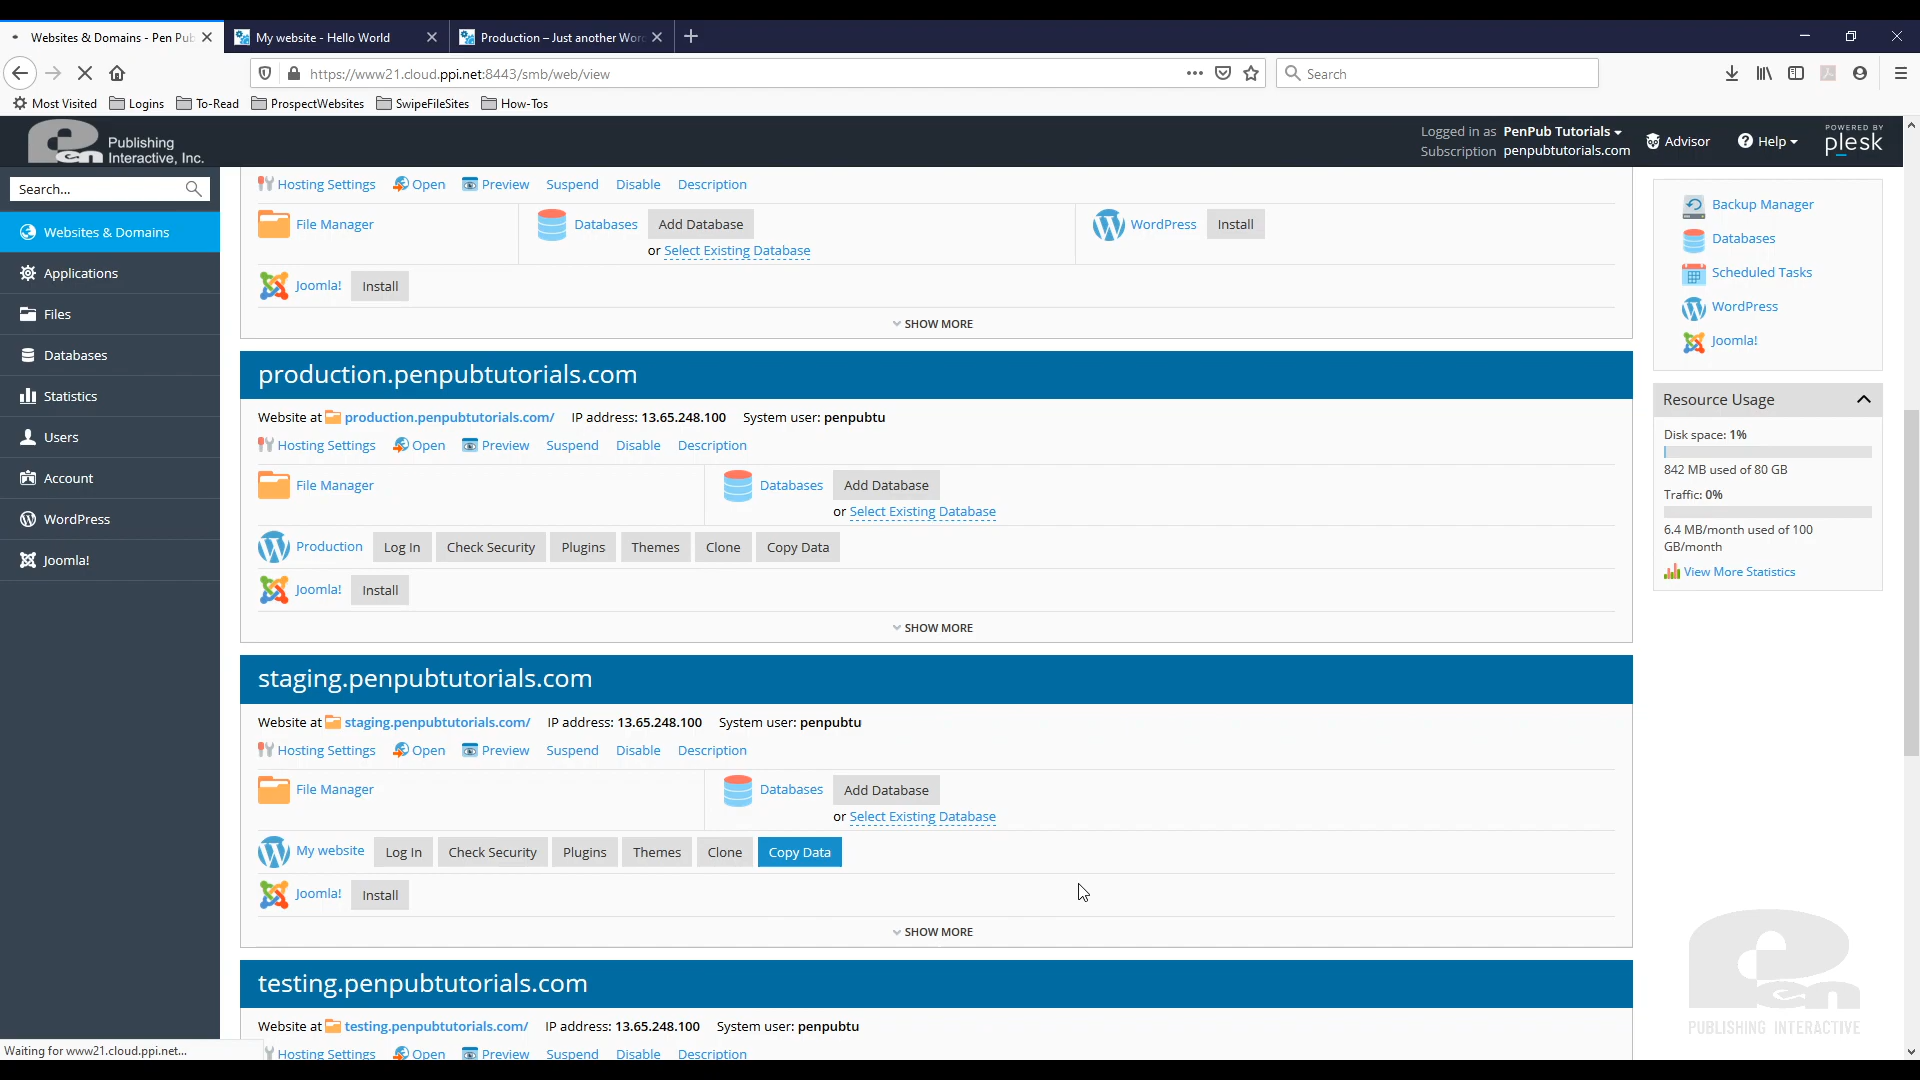 Websites & Domains - Pen Pub
My website - Hello World
Production – Just another Wor
https://www21.cloud.ppi.net:8443/smb/web/view
Search
Most Visited Logins To-Read ProspectWebsites SwipeFileSites How-Tos
Publishing
Interactive, Inc.
Logged in as PenPub Tutorials
Subscription penpubtutorials.com
Advisor
Help
POWERED BY
plesk
Search...
Websites & Domains
Applications
Files
Databases
Statistics
Users
Account
WordPress
Joomla!
Hosting Settings Open Preview Suspend Disable Description
File Manager Databases Add Database WordPress Install
or Select Existing Database
Joomla! Install
SHOW MORE
production.penpubtutorials.com
Website at production.penpubtutorials.com/ IP address: 13.65.248.100 System user: penpubtu
Hosting Settings Open Preview Suspend Disable Description
File Manager Databases Add Database
or Select Existing Database
Production Log In Check Security Plugins Themes Clone Copy Data
Joomla! Install
SHOW MORE
staging.penpubtutorials.com
Website at staging.penpubtutorials.com/ IP address: 13.65.248.100 System user: penpubtu
Hosting Settings Open Preview Suspend Disable Description
File Manager Databases Add Database
or Select Existing Database
My website Log In Check Security Plugins Themes Clone Copy Data
Joomla! Install
SHOW MORE
testing.penpubtutorials.com
Website at testing.penpubtutorials.com/ IP address: 13.65.248.100 System user: penpubtu
Hosting Settings Open Preview Suspend Disable Description
Backup Manager
Databases
Scheduled Tasks
WordPress
Joomla!
Resource Usage
Disk space: 1%
842 MB used of 80 GB
Traffic: 0%
6.4 MB/month used of 100
GB/month
View More Statistics
en
PUBLISHING INTERACTIVE
Waiting for www21.cloud.ppi.net...